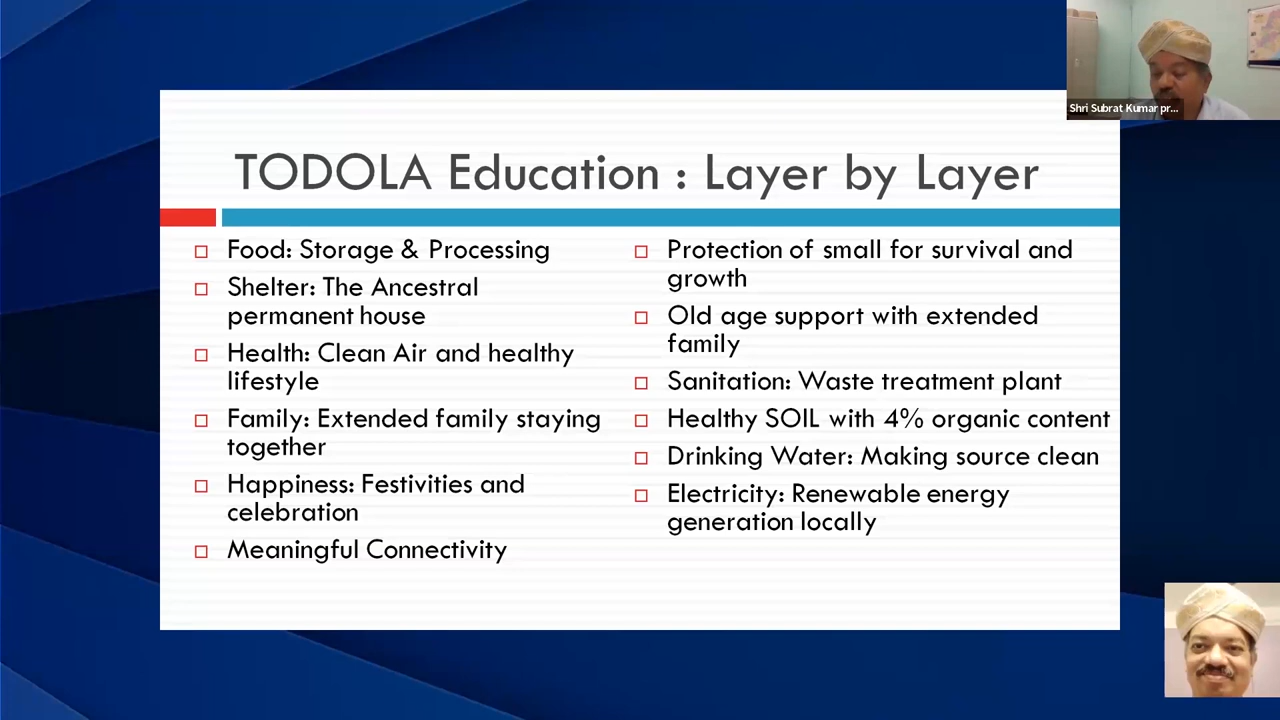 TODOLA Education : Layer by Layer
Food: Storage & Processing
Shelter: The Ancestral
permanent house
Health: Clean Air and healthy
lifestyle
Family: Extended family staying
together
Happiness: Festivities and
celebration
Meaningful Connectivity
Protection of small for survival and
growth
Old age support with extended
family
Sanitation: Waste treatment plant
Healthy SOIL with 4% organic content
Drinking Water: Making source clean
Electricity: Renewable energy
generation locally
Shri Subrat Kumar pr...